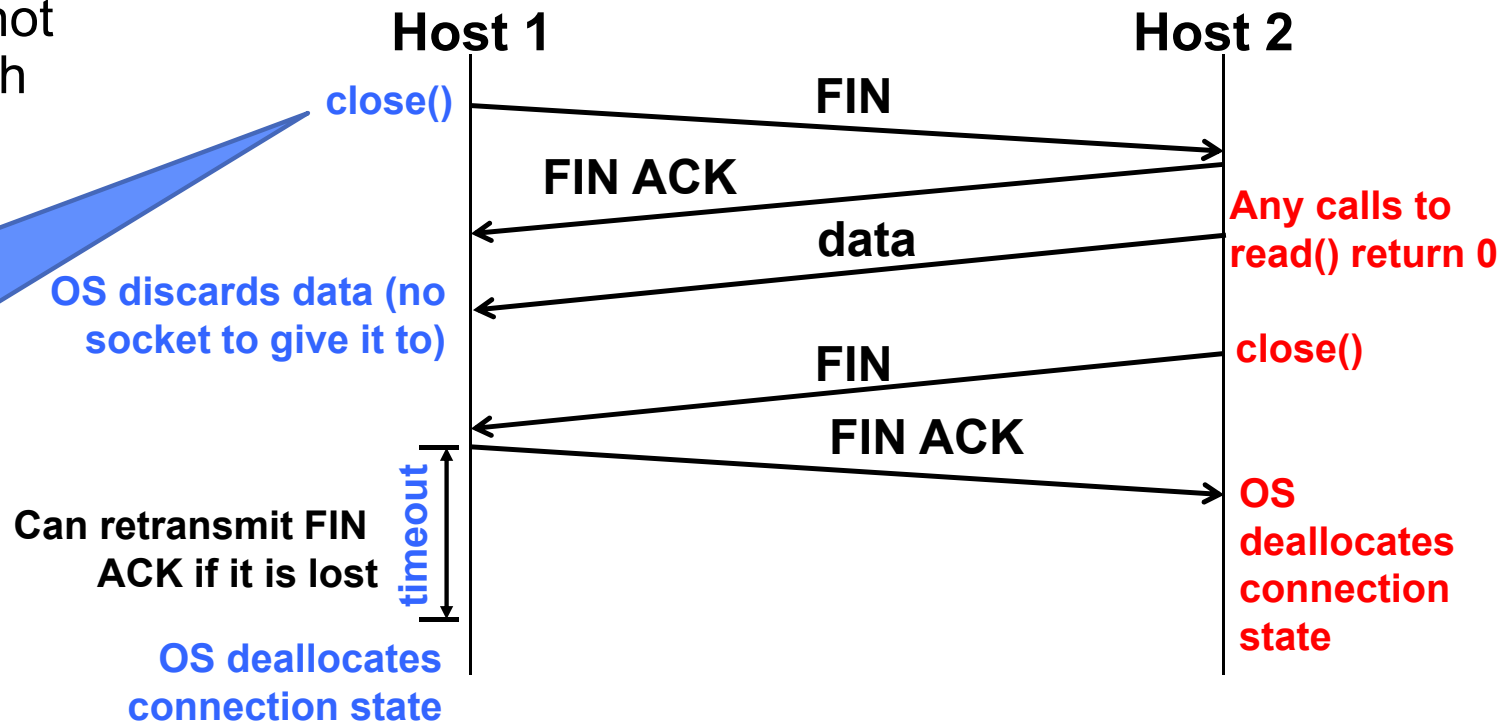 not
h
Host 1
Host 2
close()
FIN
FIN ACK
Any calls to
read() return 0
data
OS discards data (no
socket to give it to)
close()
FIN
FIN ACK
timeout
Can retransmit FIN
ACK if it is lost
OS
deallocates
connection
state
OS deallocates
connection state